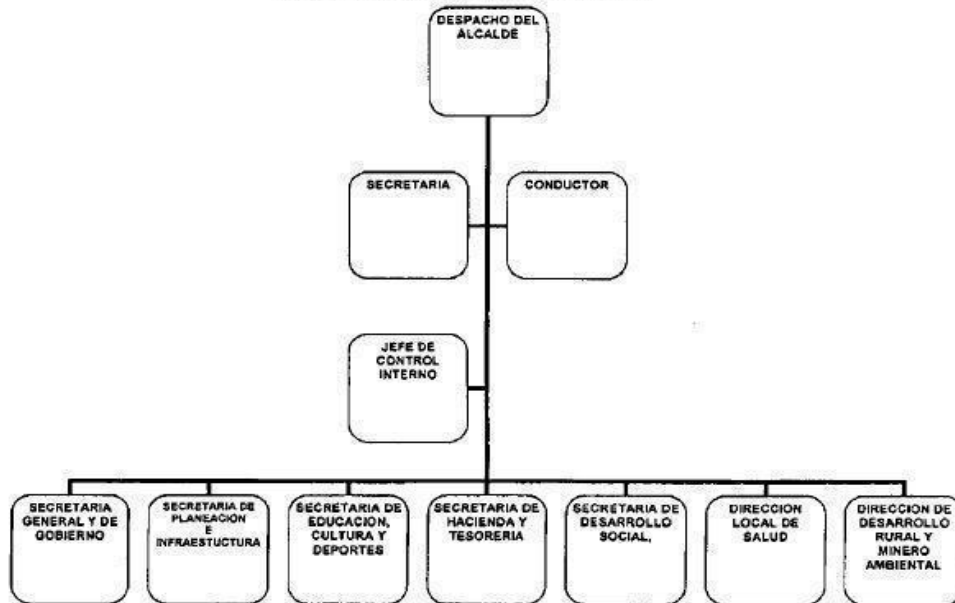 DESPACHO DEL
ALCALDE
SECRETARIA
CONDUCTOR
JEFE DE
CONTROL
INTERNO
SECRETARIA
GENERAL Y DE
GOBIERNO
SECRETARIA DE
PLANEACION
E
INFRAESTUCTURA
SECRETARIA DE
EDUCACION,
CULTURA Y
DEPORTES
SECRETARIA DE
HACIENDA Y
TESORERIA
SECRETARIA DE
DESARROLLO
SOCIAL,
DIRECCION
LOCAL DE
SALUD
DIRECCION DE
DESARROLLO
RURAL Y
MINERO
AMBIENTAL